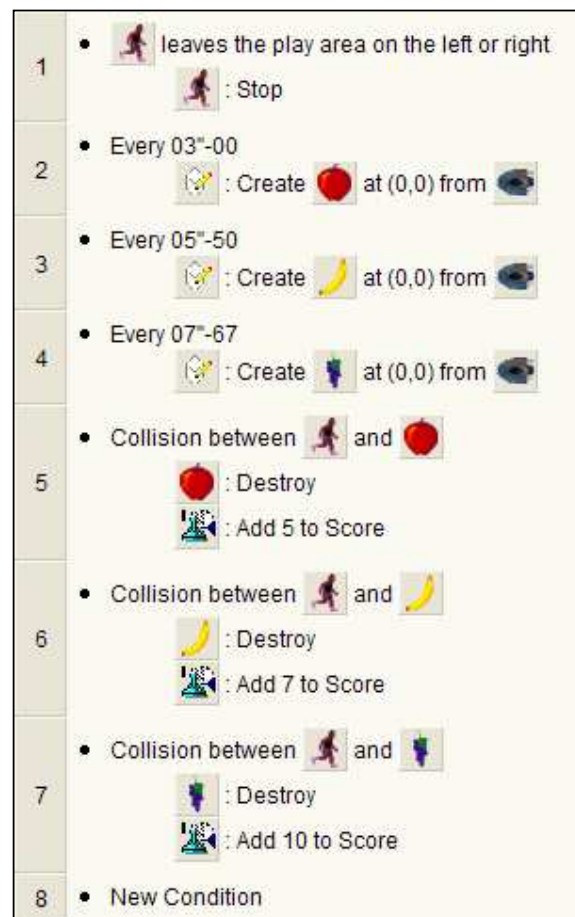 1
• leaves the play area on the left or right
: Stop
2
• Every 03"-00
: Create at (0,0) from
3
• Every 05"-50
: Create at (0,0) from
4
• Every 07"-67
: Create at (0,0) from
5
• Collision between and
: Destroy
: Add 5 to Score
6
• Collision between and
: Destroy
: Add 7 to Score
7
• Collision between and
: Destroy
: Add 10 to Score
8
• New Condition